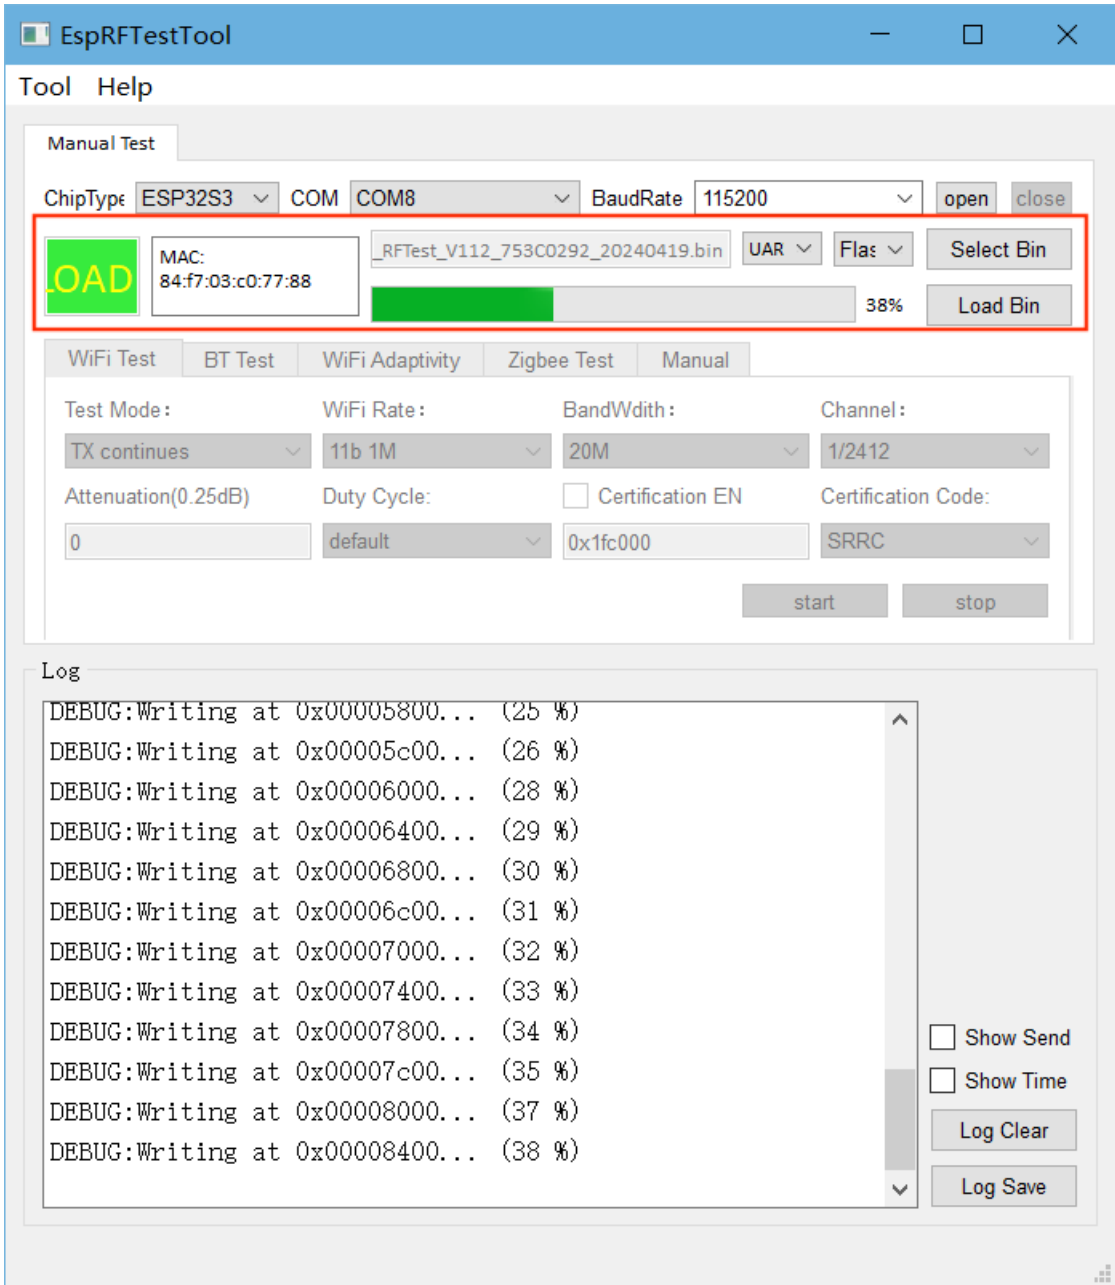 EspRFTestTool
Tool Help
Manual Test
ChipType ESP32S3 COM COM8 BaudRate 115200 open close
LOAD MAC: _RFTest_V112_753C0292_20240419.bin UAR Flas Select Bin
84:f7:03:c0:77:88 38% Load Bin
WiFi Test BT Test WiFi Adaptivity Zigbee Test Manual
Test Mode: WiFi Rate: BandWdith: Channel:
TX continues 11b 1M 20M 1/2412
Attenuation(0.25dB) Duty Cycle: Certification EN Certification Code:
0 default 0x1fc000 SRRC
start stop
Log
DEBUG:Writing at 0x00005800... (25 %)
DEBUG:Writing at 0x00005c00... (26 %)
DEBUG:Writing at 0x00006000... (28 %)
DEBUG:Writing at 0x00006400... (29 %)
DEBUG:Writing at 0x00006800... (30 %)
DEBUG:Writing at 0x00006c00... (31 %)
DEBUG:Writing at 0x00007000... (32 %)
DEBUG:Writing at 0x00007400... (33 %)
DEBUG:Writing at 0x00007800... (34 %)
DEBUG:Writing at 0x00007c00... (35 %)
DEBUG:Writing at 0x00008000... (37 %)
DEBUG:Writing at 0x00008400... (38 %)
Show Send
Show Time
Log Clear
Log Save